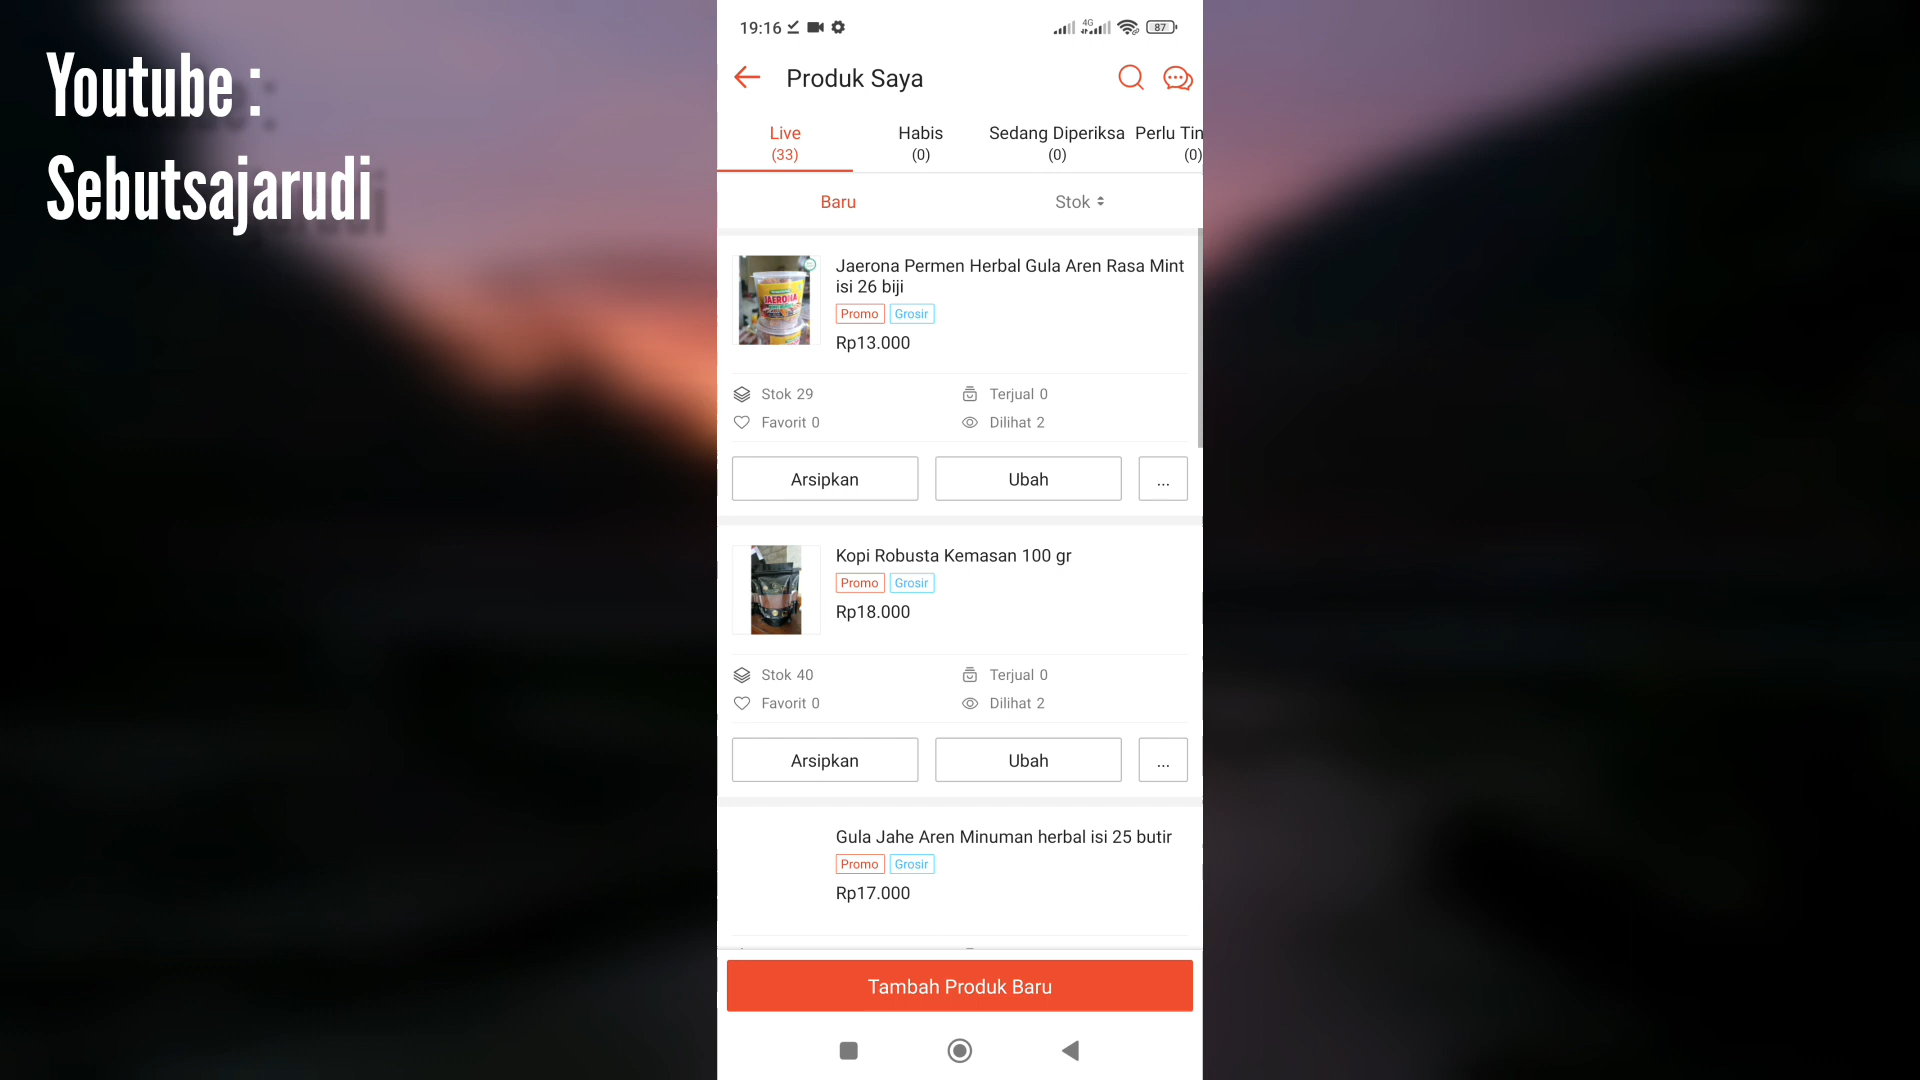 Youtube :
Sebutsajarudi
19:16
4G
87
Produk Saya
Live
(33)
Habis
(0)
Sedang Diperiksa
(0)
Perlu Tin
(0)
Baru
Stok
Jaerona Permen Herbal Gula Aren Rasa Mint
isi 26 biji
Promo Grosir
Rp13.000
JAERONA
Stok 29
Terjual 0
Favorit 0
Dilihat 2
Arsipkan
Ubah
...
Kopi Robusta Kemasan 100 gr
Promo Grosir
Rp18.000
Stok 40
Terjual 0
Favorit 0
Dilihat 2
Arsipkan
Ubah
...
Gula Jahe Aren Minuman herbal isi 25 butir
Promo Grosir
Rp17.000
Tambah Produk Baru